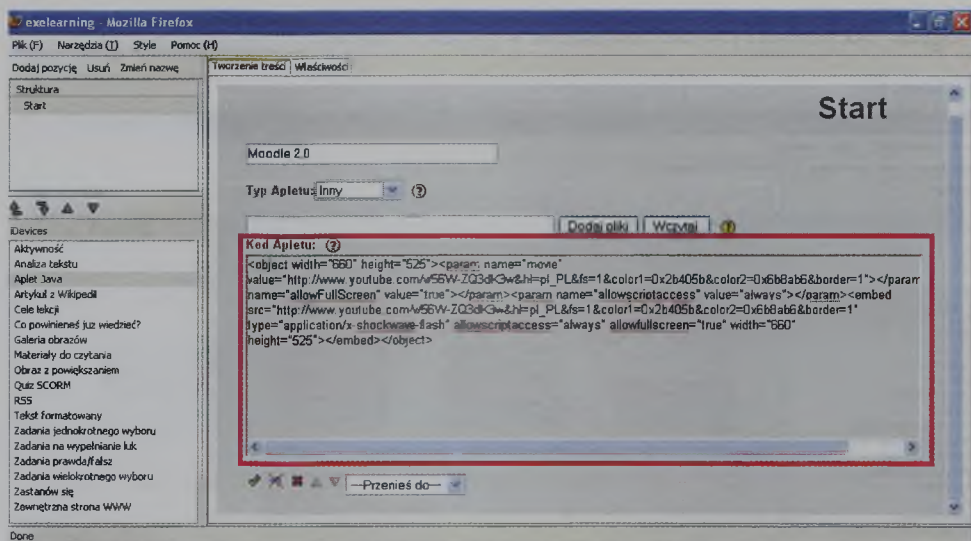 exelearning - Mozilla Firefox
Plik (F) Narzędzia (T) Style Pomoc (H)
Dodaj pozycję Usuń Zmień nazwę
Struktura
Start
iDevices
Aktywność
Analiza tekstu
Aplet Java
Artykuł z Wikipedii
Cele lekcji
Co powinieneś już wiedzieć?
Galeria obrazów
Materiały do czytania
Obraz z powiększaniem
Quiz SCORM
RSS
Tekst formatowany
Zadania jednokrotnego wyboru
Zadania na wypełnianie luk
Zadania prawda/fałsz
Zadania wielokrotnego wyboru
Zastanów się
Zewnętrzna strona WWW
Tworzenie treści Właściwości
Start
Moodle 2.0
Typ Apletu: Inny
Dodaj pliki Wczytaj
Kod Apletu:
<object width="660" height="525"><param name="movie"
value="http://www.youtube.com/v/56W-ZQ3dK3w&hl=pl_PL&fs=1&color1=0x2b405b&color2=0x6b8ab6&border=1"></param
name="allowFullScreen" value="true"></param><param name="allowscriptaccess" value="always"></param><embed
src="http://www.youtube.com/v/56W-ZQ3dK3w&hl=pl_PL&fs=1&color1=0x2b405b&color2=0x6b8ab6&border=1"
type="application/x-shockwave-flash" allowscriptaccess="always" allowfullscreen="true" width="660"
height="525"></embed></object>
---Przenieś do---
Done